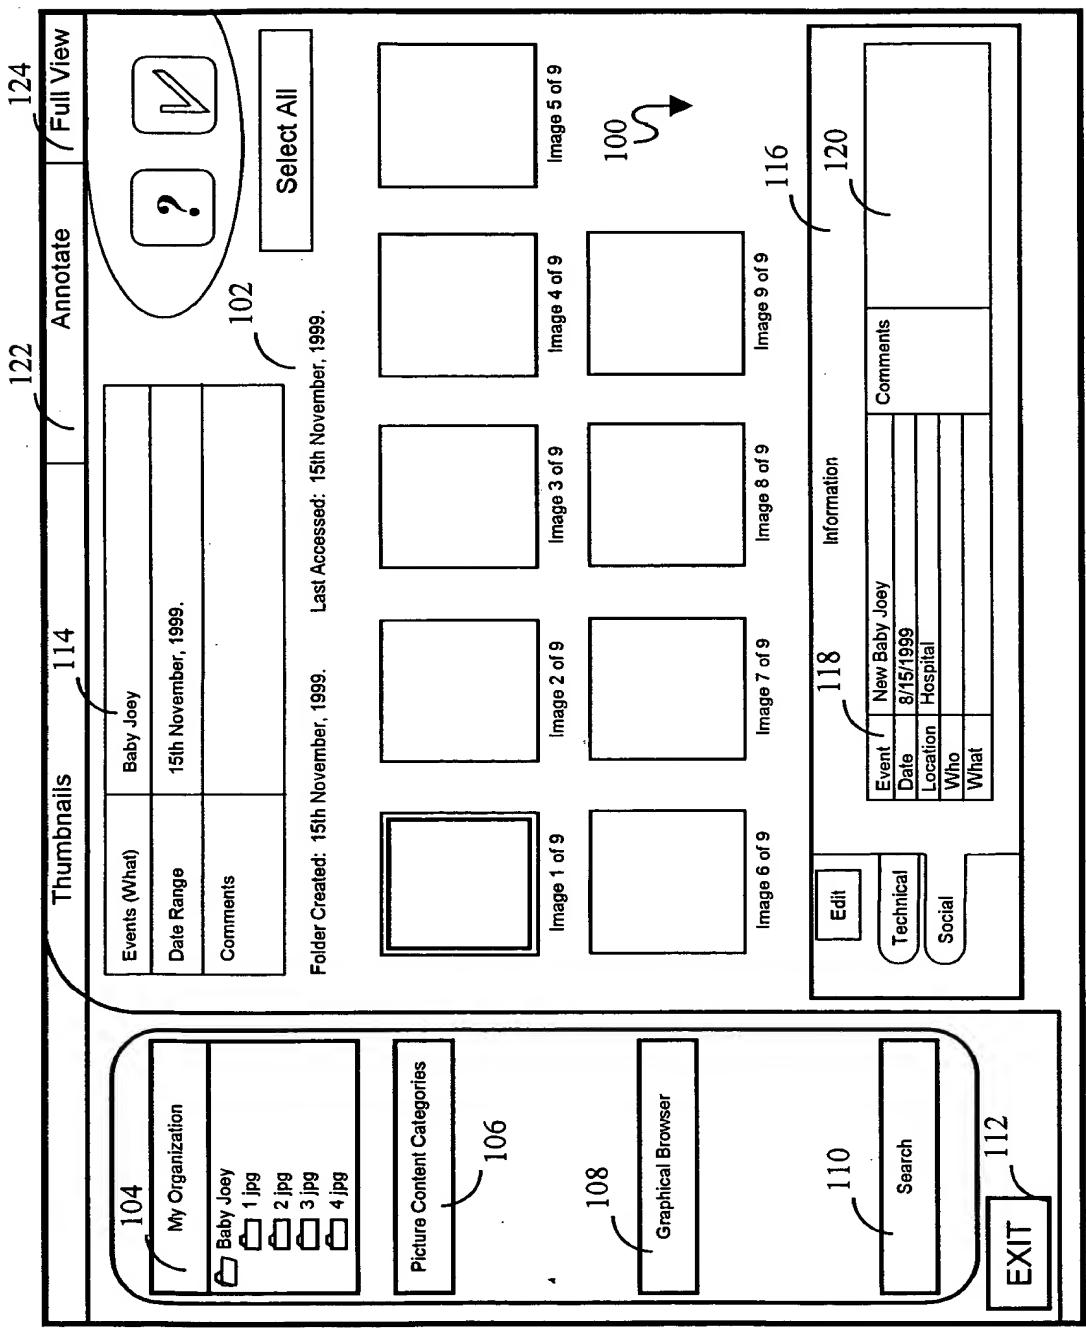 Thumbnails
Annotate
Full View
122
124
104
My Organization
Baby Joey
1 jpg
2 jpg
3 jpg
4 jpg
Picture Content Categories
106
108
Graphical Browser
110
Search
EXIT
112
114
Events (What) Baby Joey
Date Range 15th November, 1999.
Comments
?
102
Select All
Folder Created: 15th November, 1999. Last Accessed: 15th November, 1999.
Image 1 of 9
Image 2 of 9
Image 3 of 9
Image 4 of 9
Image 5 of 9
Image 6 of 9
Image 7 of 9
Image 8 of 9
Image 9 of 9
100
116
Edit
Information
Technical
Social
118
120
Event New Baby Joey
Date 8/15/1999
Location Hospital
Who
What
Comments